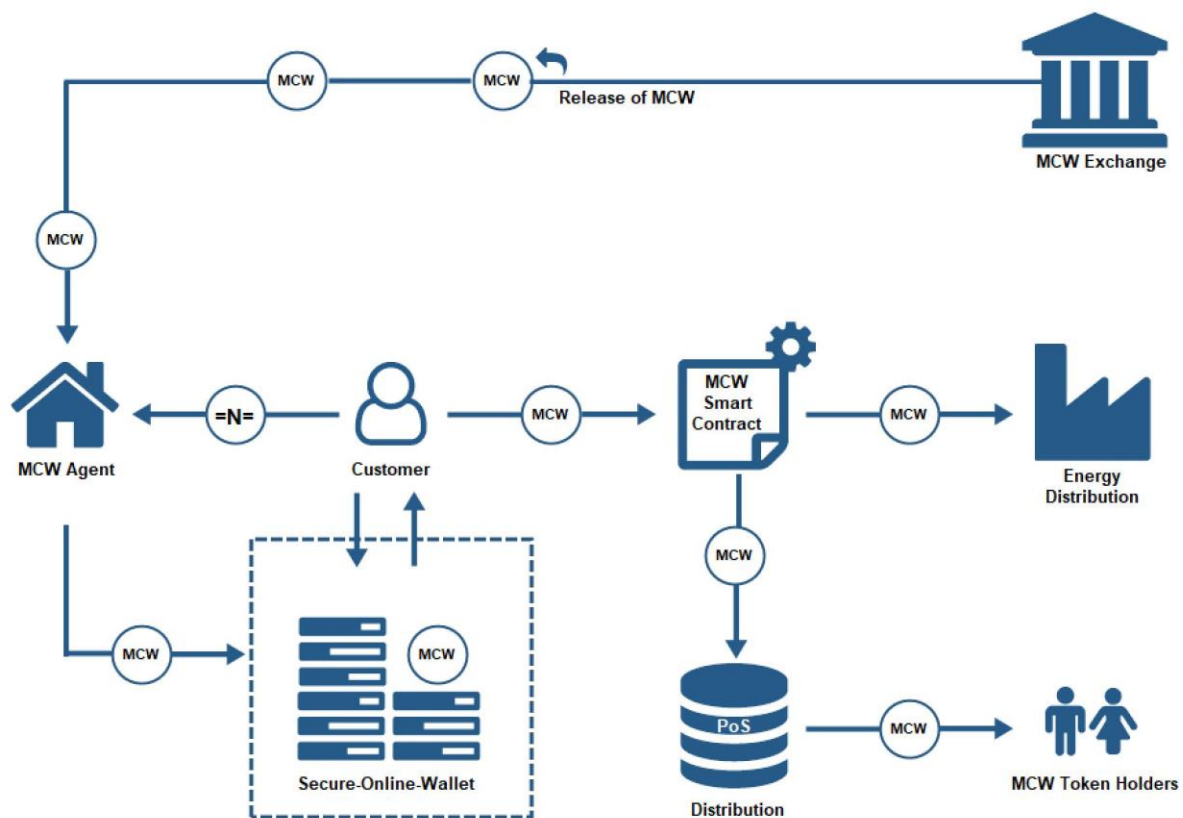 MCW
MCW
Release of MCW
MCW Exchange
MCW
MCW Agent
=N=
Customer
MCW
MCW
Smart
Contract
MCW
Energy
Distribution
MCW
MCW
MCW
Secure-Online-Wallet
PoS
Distribution
MCW
MCW Token Holders